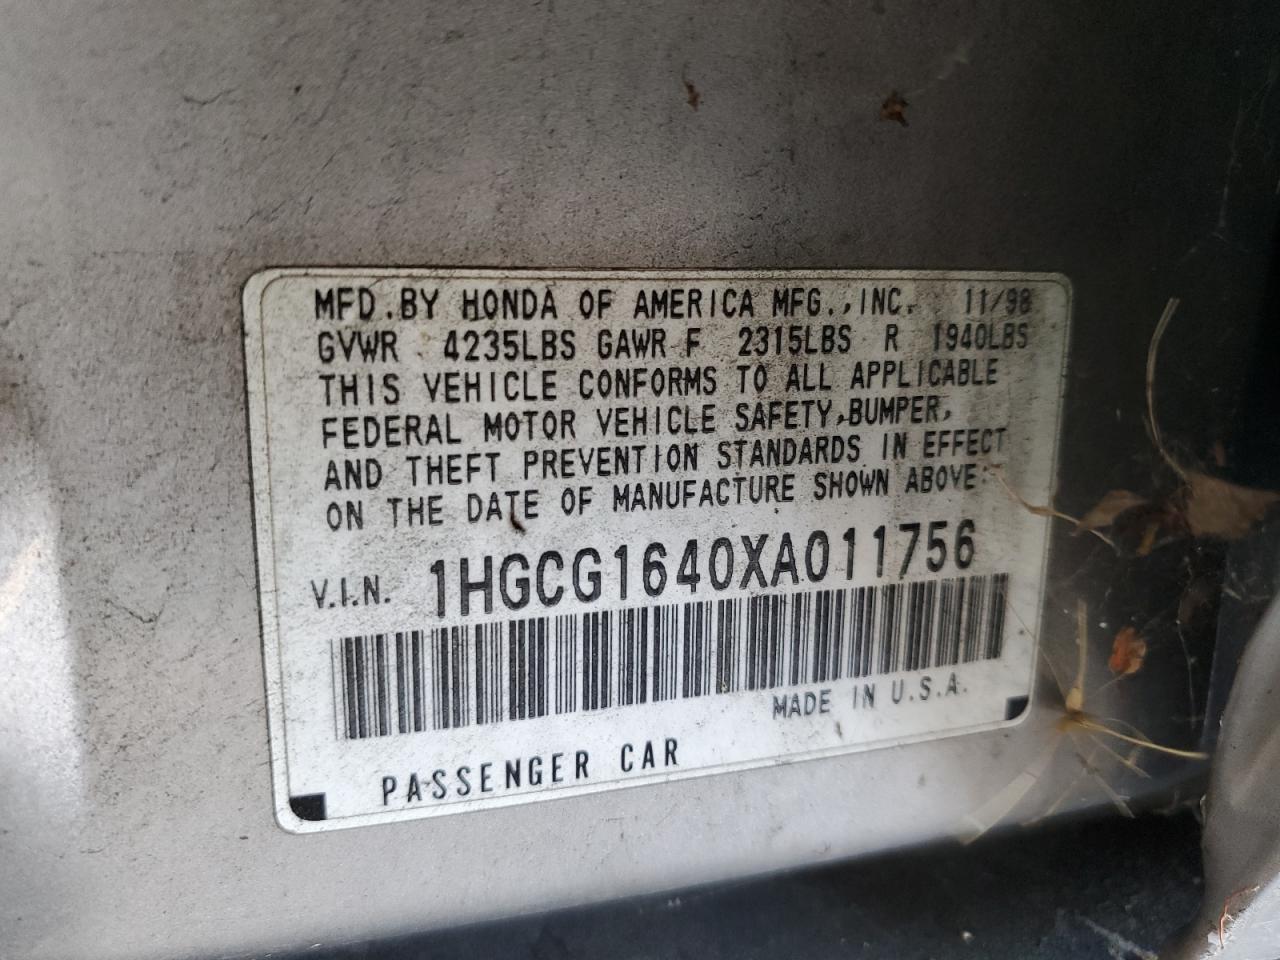 MFD.BY HONDA OF AMERICA MFG.,INC. 11/98
GVWR 4235LBS GAWR F 2315LBS R 1940LBS
THIS VEHICLE CONFORMS TO ALL APPLICABLE
FEDERAL MOTOR VEHICLE SAFETY,BUMPER,
AND THEFT PREVENTION STANDARDS IN EFFECT
ON THE DATE OF MANUFACTURE SHOWN ABOVE.
V.I.N. 1HGCG1640XA011756
MADE IN U.S.A.
PASSENGER CAR